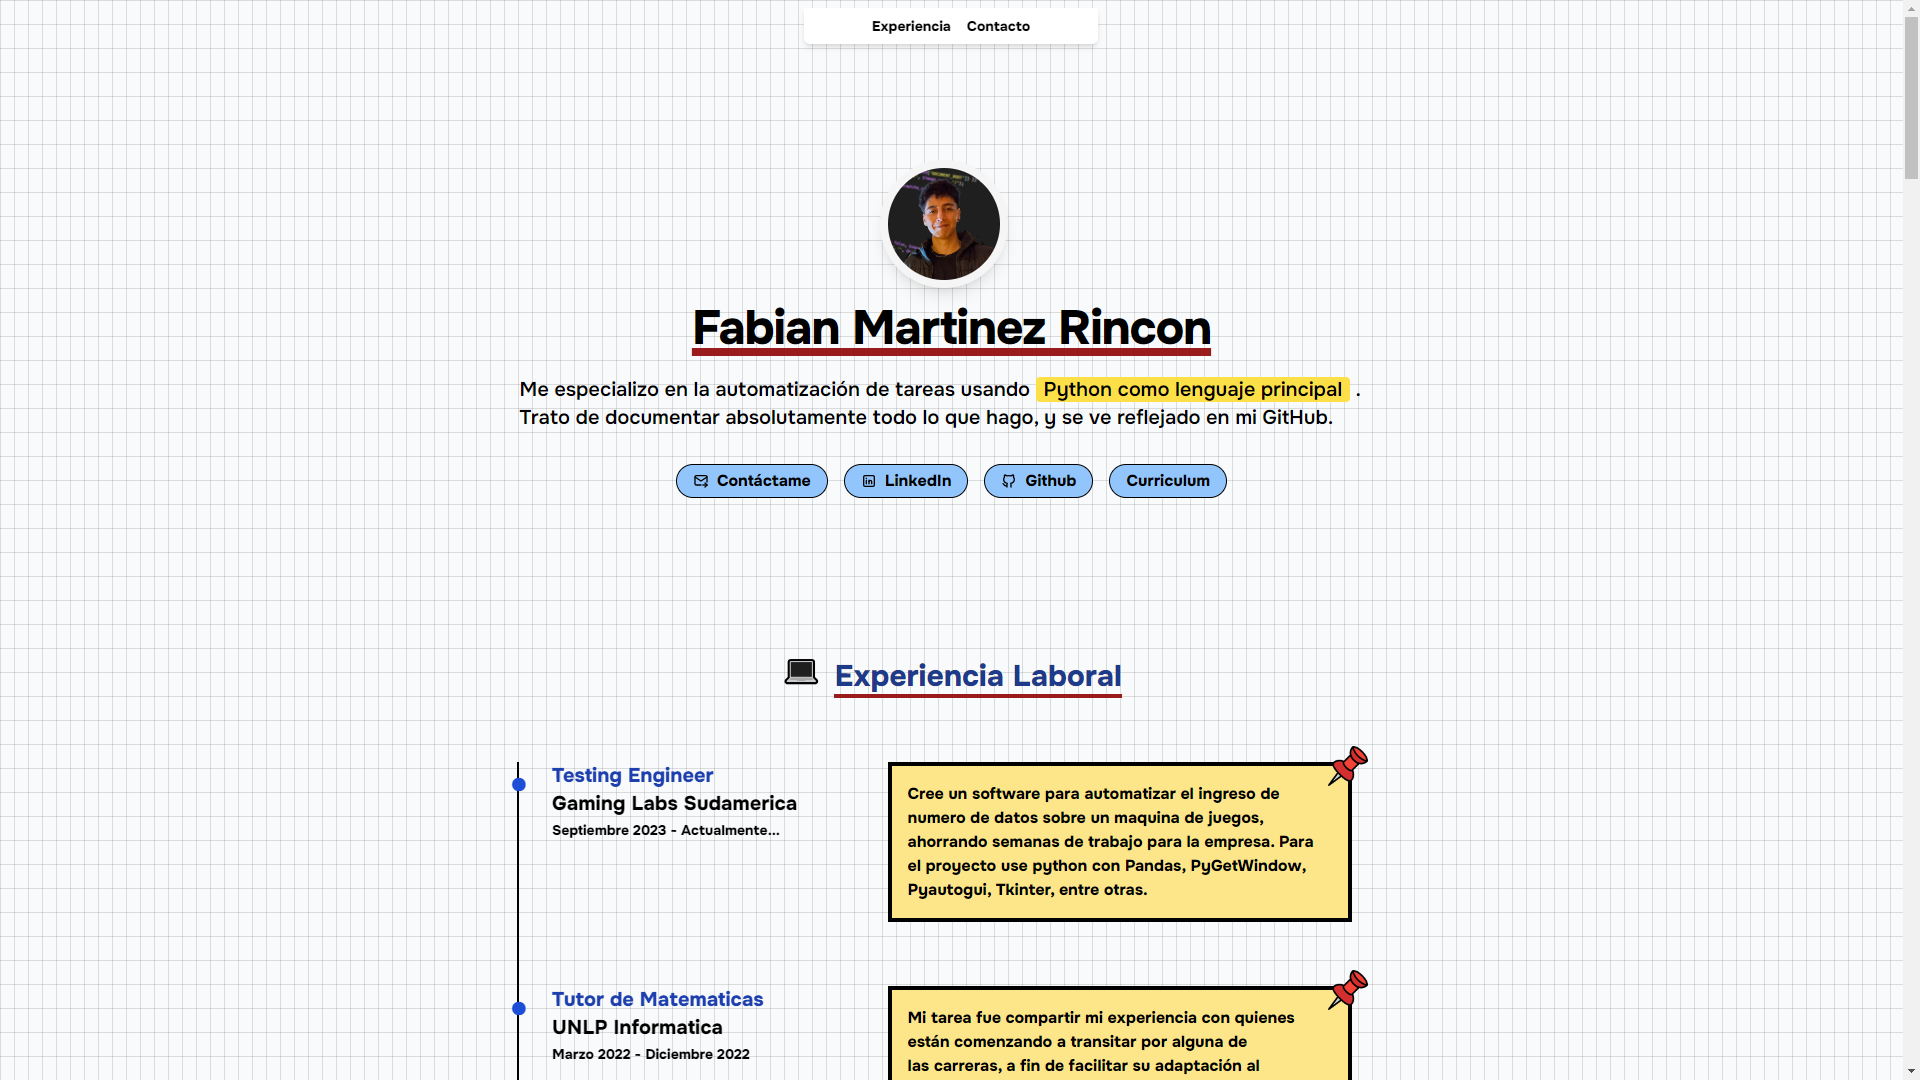 Experiencia Contacto
Fabian Martinez Rincon
Me especializo en la automatización de tareas usando Python como lenguaje principal .
Trato de documentar absolutamente todo lo que hago, y se ve reflejado en mi GitHub.
Contáctame LinkedIn Github Curriculum
Experiencia Laboral
Testing Engineer
Gaming Labs Sudamerica
Septiembre 2023 - Actualmente...
Cree un software para automatizar el ingreso de
numero de datos sobre un maquina de juegos,
ahorrando semanas de trabajo para la empresa. Para
el proyecto use python con Pandas, PyGetWindow,
Pyautogui, Tkinter, entre otras.
Tutor de Matematicas
UNLP Informatica
Marzo 2022 - Diciembre 2022
Mi tarea fue compartir mi experiencia con quienes
están comenzando a transitar por alguna de
las carreras, a fin de facilitar su adaptación al